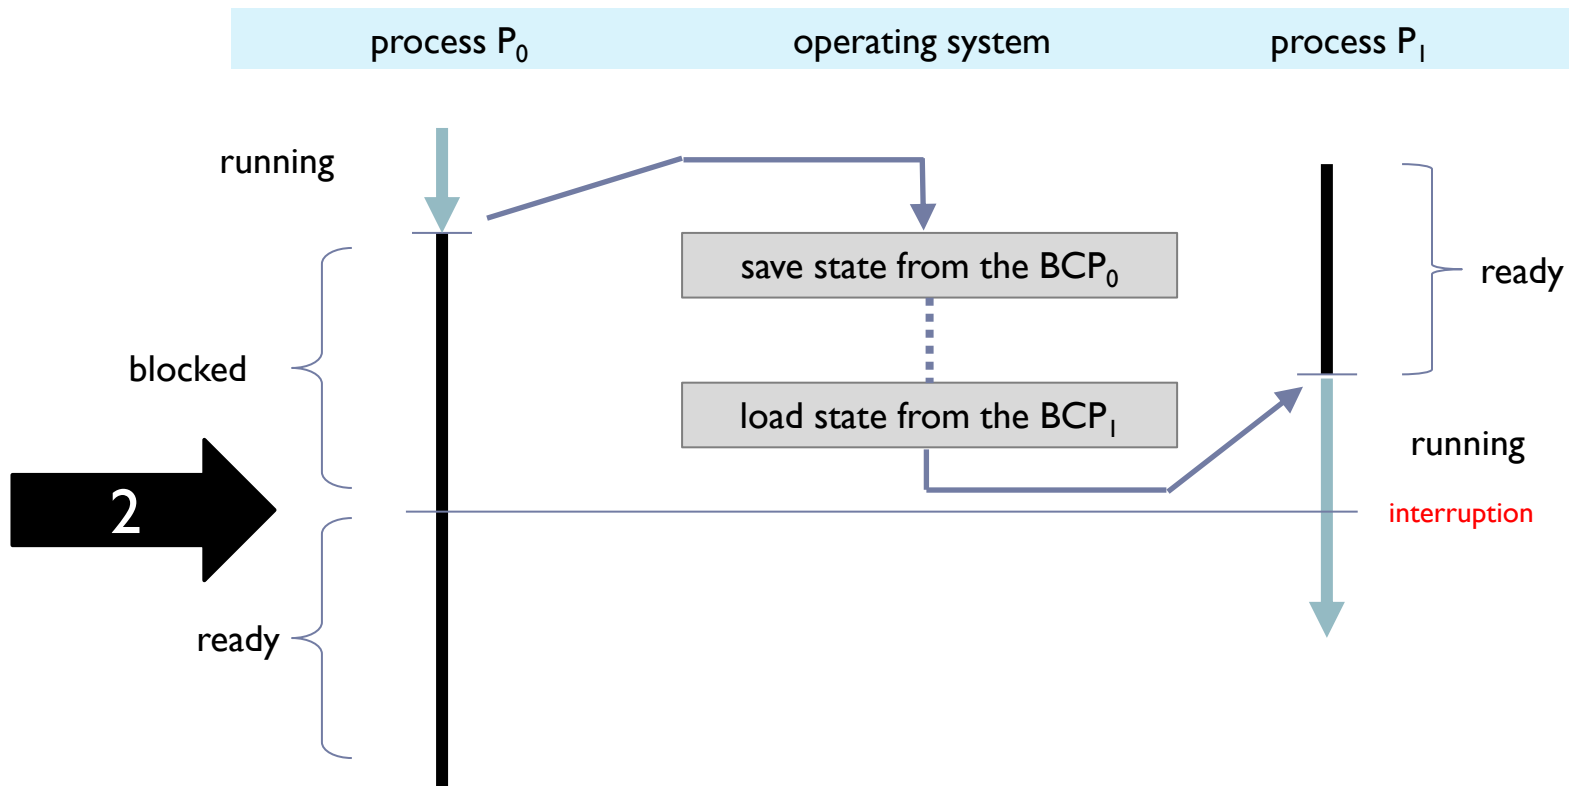 process P₀ operating system process P₁
running
save state from the BCP₀
ready
blocked
load state from the BCP₁
running
2
interruption
ready